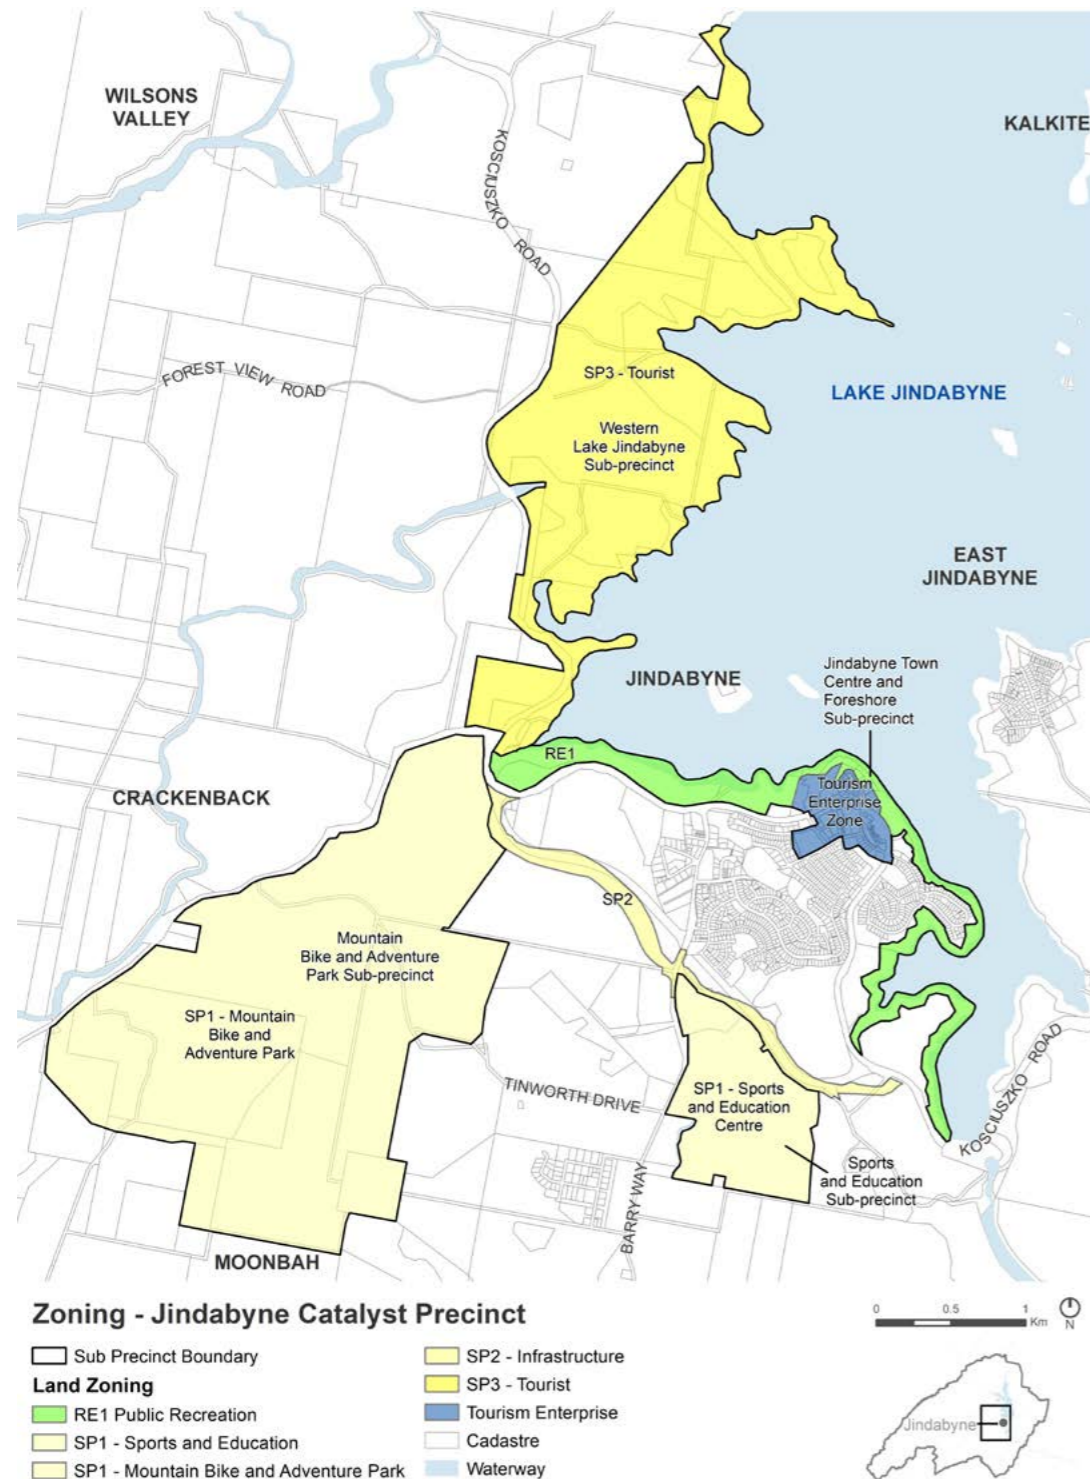 WILSONS
VALLEY
KALKITE
KOSCIUSZKO ROAD
FOREST VIEW ROAD
SP3 - Tourist
Western
Lake Jindabyne
Sub-precinct
LAKE JINDABYNE
EAST
JINDABYNE
JINDABYNE
Jindabyne Town
Centre and
Foreshore
Sub-precinct
RE1
Tourism
Enterprise
Zone
CRACKENBACK
SP2
Mountain
Bike and Adventure
Park Sub-precinct
SP1 - Mountain
Bike and
Adventure Park
TINWORTH DRIVE
SP1 - Sports
and Education
Centre
KOSCIUSZKO ROAD
Sports
and Education
Sub-precinct
BARRY WAY
MOONBAH
Zoning - Jindabyne Catalyst Precinct
0 0.5 1
Km
N
Sub Precinct Boundary
Land Zoning
RE1 Public Recreation
SP1 - Sports and Education
SP1 - Mountain Bike and Adventure Park
SP2 - Infrastructure
SP3 - Tourist
Tourism Enterprise
Cadastre
Waterway
Jindabyne